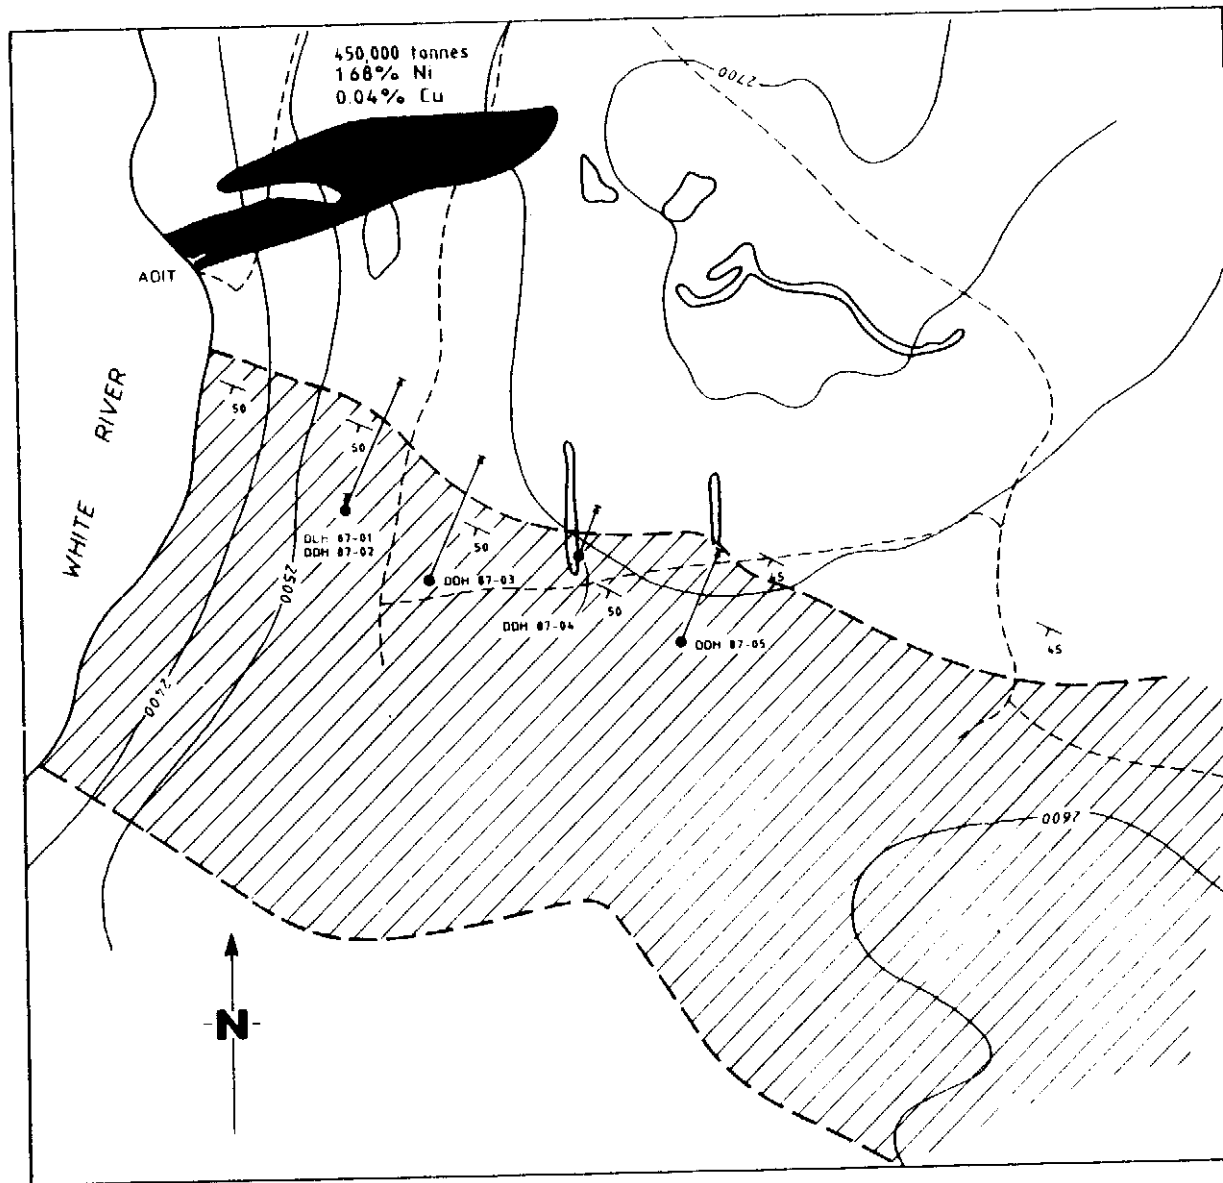 450,000 tonnes
1.68% Ni
0.04% Cu
2700
ADIT
WHITE RIVER
50
50
50
50
45
45
DDH 87-01
DDH 87-02
DDH 87-03
DDH 87-04
DDH 87-05
2500
2400
2600
N